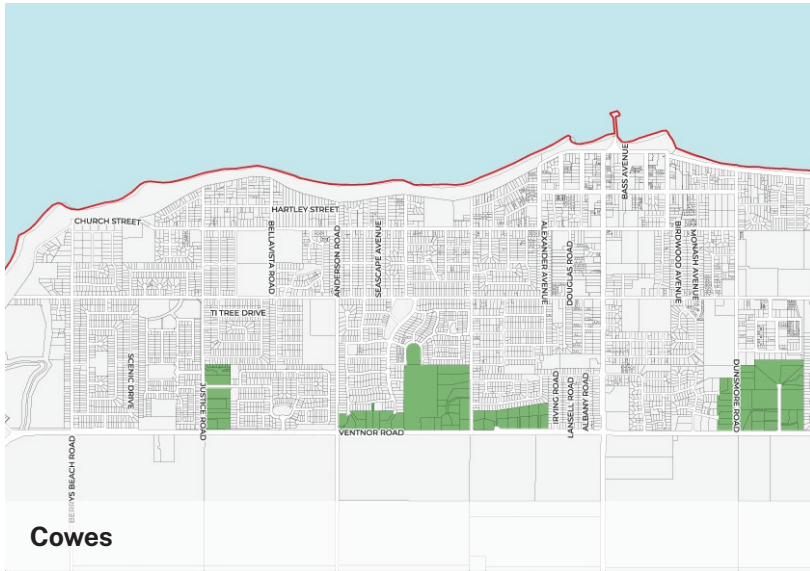 BASS AVENUE
HARTLEY STREET
CHURCH STREET
BELLAVISTA ROAD
ANDERSON ROAD
SEASCAPE AVENUE
ALEXANDER AVENUE
DOUGLAS ROAD
BIRDWOOD AVENUE
MONASH AVENUE
TI TREE DRIVE
SCENIC DRIVE
JUSTICE ROAD
IRVING ROAD
LANSELL ROAD
ALBANY ROAD
DUNSMORE ROAD
VENTNOR ROAD
BERRYS BEACH ROAD
Cowes